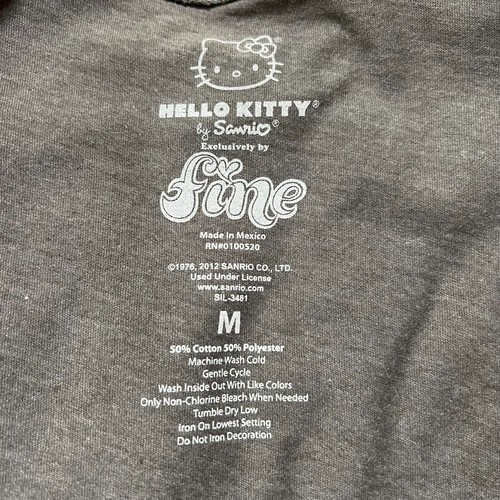 HELLO KITTY®
by Sanrio®
Exclusively by
fine
Made in Mexico
RN#0100520
©1976, 2012 SANRIO CO., LTD.
Used Under License
www.sanrio.com
SIL-3481
M
50% Cotton 50% Polyester
Machine Wash Cold
Gentle Cycle
Wash Inside Out With Like Colors
Only Non-Chlorine Bleach When Needed
Tumble Dry Low
Iron On Lowest Setting
Do Not Iron Decoration